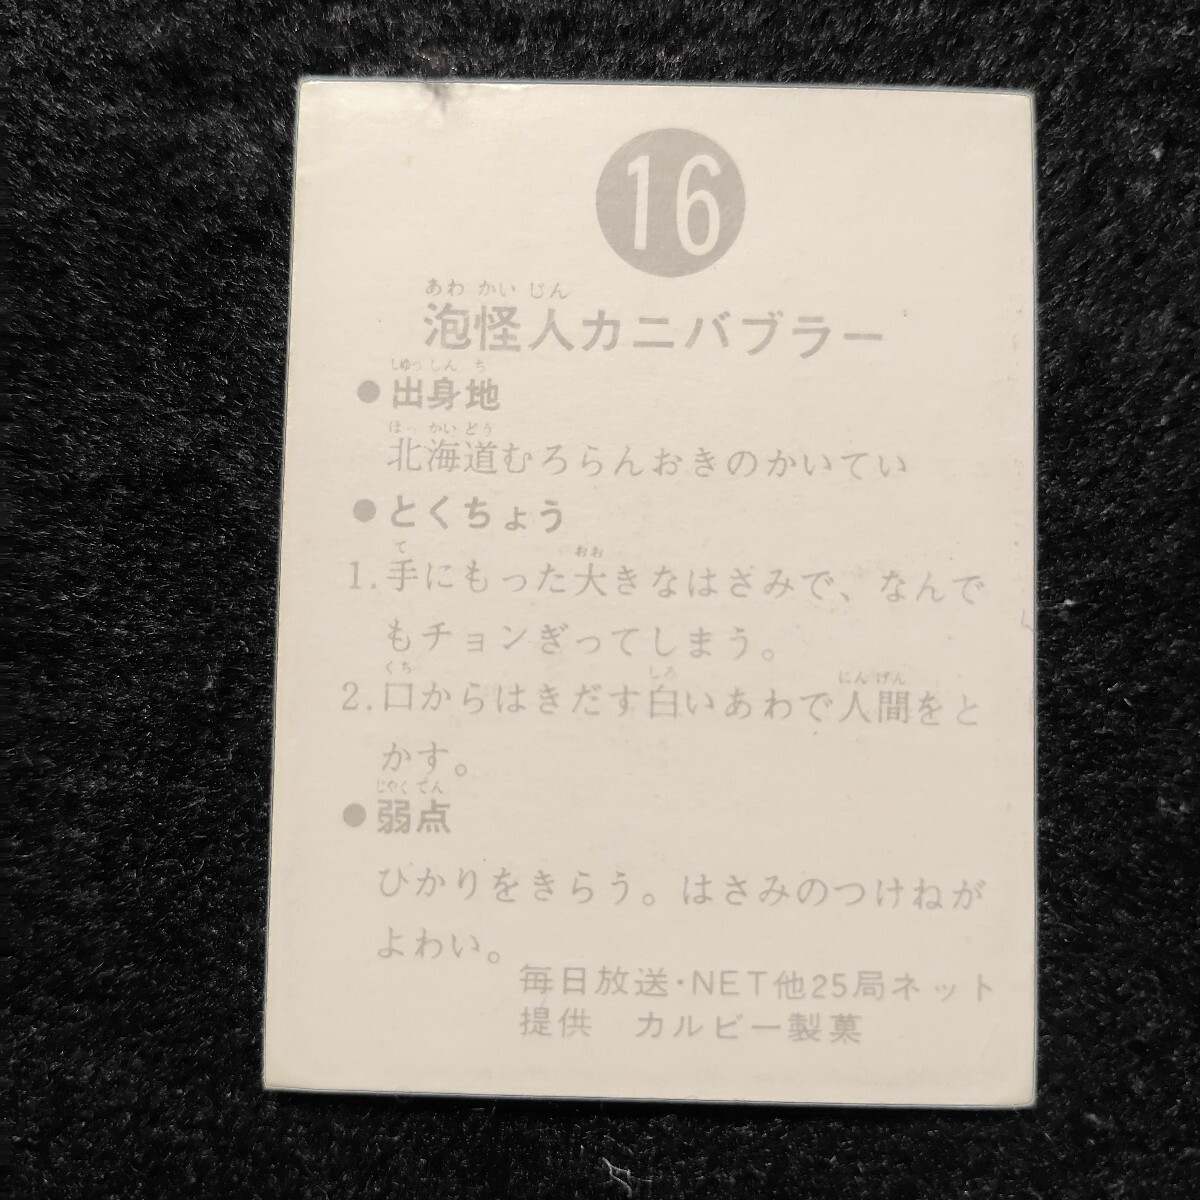 16
あわ かい じん
泡怪人カニバブラー
しゅっしん ち
●出身地
ほっ かい どう
北海道むろらんおきのかいてい
●とくちょう
て おお
1.手にもった大きなはさみで、なんで
もチョンぎってしまう。
くち しろ にんげん
2.口からはきだす白いあわで人間をと
かす。
じゃく てん
●弱点
ひかりをきらう。はさみのつけねが
よわい。
毎日放送・NET他25局ネット
提供 カルビー製菓